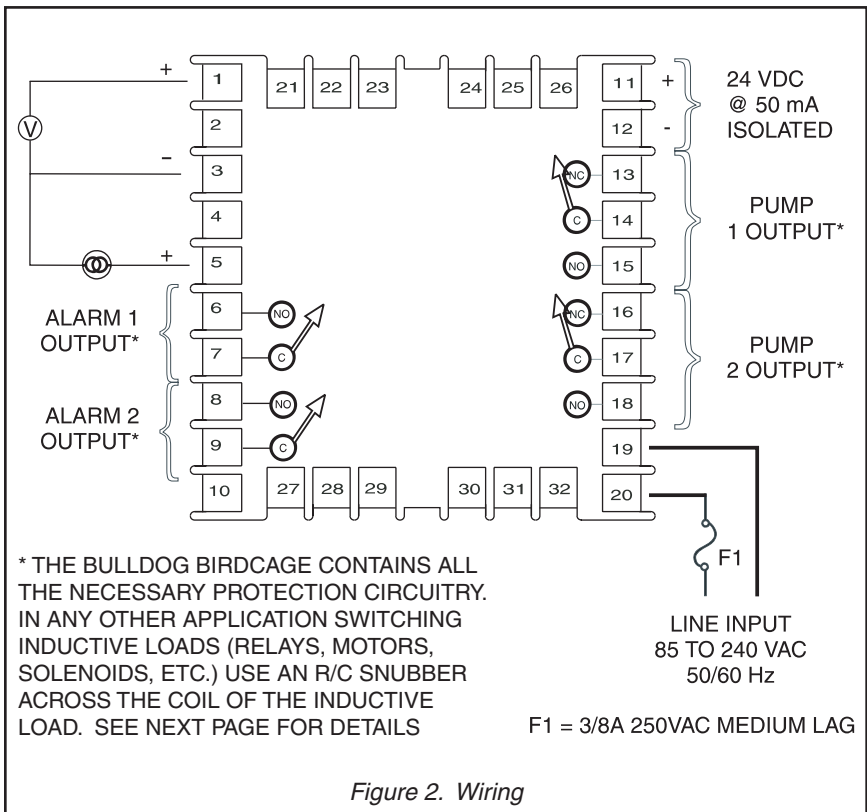 +
1
2
−
3
4
+
5
6
7
8
9
10
V
21 22 23 24 25 26
27 28 29 30 31 32
ALARM 1
OUTPUT*
ALARM 2
OUTPUT*
NO
C
NO
C
NC
C
NO
NC
C
NO
11
12
13
14
15
16
17
18
19
20
+
-
24 VDC
@ 50 mA
ISOLATED
PUMP
1 OUTPUT*
PUMP
2 OUTPUT*
F1
LINE INPUT
85 TO 240 VAC
50/60 Hz
* THE BULLDOG BIRDCAGE CONTAINS ALL
THE NECESSARY PROTECTION CIRCUITRY.
IN ANY OTHER APPLICATION SWITCHING
INDUCTIVE LOADS (RELAYS, MOTORS,
SOLENOIDS, ETC.) USE AN R/C SNUBBER
ACROSS THE COIL OF THE INDUCTIVE
LOAD. SEE NEXT PAGE FOR DETAILS
F1 = 3/8A 250VAC MEDIUM LAG
Figure 2. Wiring